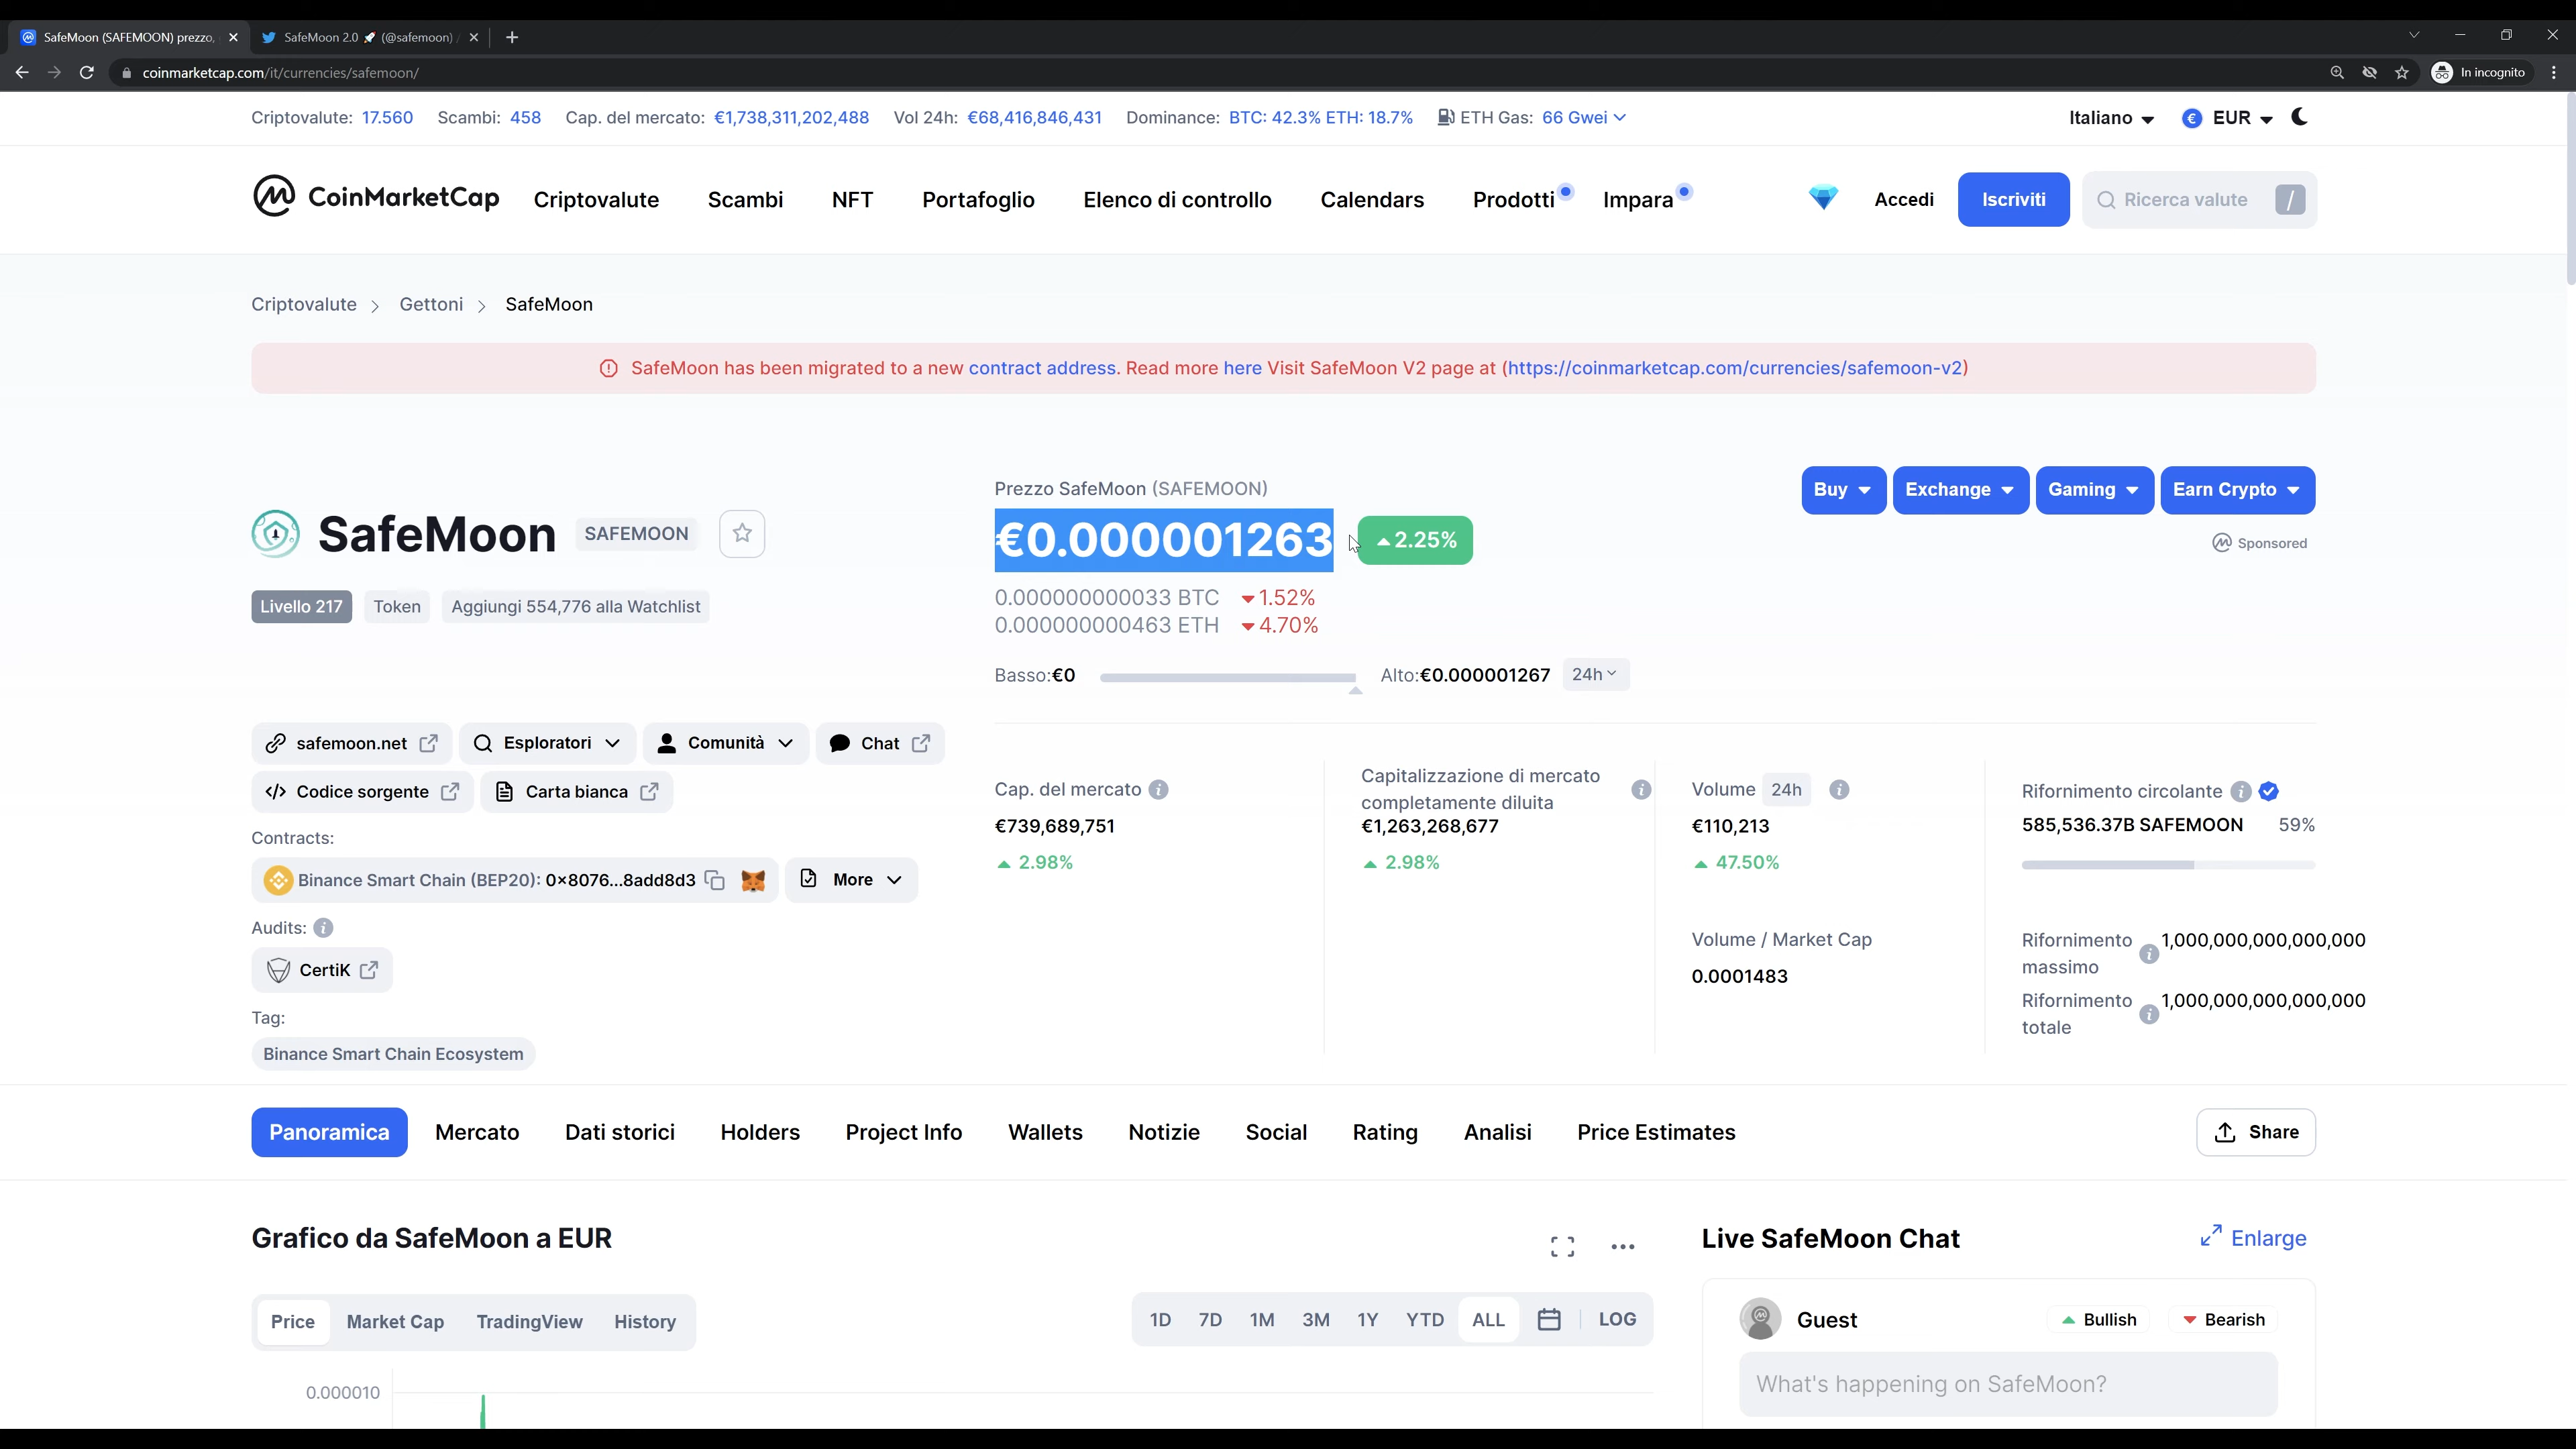 SafeMoon (SAFEMOON) prezzo,
SafeMoon 2.0 🚀 (@safemoon) /
coinmarketcap.com/it/currencies/safemoon/
In incognito
Criptovalute: 17.560 Scambi: 458 Cap. del mercato: €1,738,311,202,488 Vol 24h: €68,416,846,431 Dominance: BTC: 42.3% ETH: 18.7% ETH Gas: 66 Gwei
Italiano EUR
CoinMarketCap Criptovalute Scambi NFT Portafoglio Elenco di controllo Calendars Prodotti Impara Accedi Iscriviti Ricerca valute /
Criptovalute > Gettoni > SafeMoon
SafeMoon has been migrated to a new contract address. Read more here Visit SafeMoon V2 page at (https://coinmarketcap.com/currencies/safemoon-v2)
SafeMoon SAFEMOON
Livello 217 Token Aggiungi 554,776 alla Watchlist
Prezzo SafeMoon (SAFEMOON)
€0.000001263 2.25%
0.000000000033 BTC 1.52%
0.000000000463 ETH 4.70%
Basso:€0 Alto:€0.000001267 24h
Buy Exchange Gaming Earn Crypto
Sponsored
safemoon.net Esploratori Comunità Chat
Codice sorgente Carta bianca
Contracts:
Binance Smart Chain (BEP20): 0x8076...8add8d3 More
Audits:
CertiK
Tag:
Binance Smart Chain Ecosystem
Cap. del mercato
€739,689,751
2.98%
Capitalizzazione di mercato
completamente diluita
€1,263,268,677
2.98%
Volume 24h
€110,213
47.50%
Volume / Market Cap
0.0001483
Rifornimento circolante
585,536.37B SAFEMOON 59%
Rifornimento
massimo
1,000,000,000,000,000
Rifornimento
totale
1,000,000,000,000,000
Panoramica Mercato Dati storici Holders Project Info Wallets Notizie Social Rating Analisi Price Estimates Share
Grafico da SafeMoon a EUR
Price Market Cap TradingView History
1D 7D 1M 3M 1Y YTD ALL LOG
0.000010
Live SafeMoon Chat Enlarge
Guest Bullish Bearish
What's happening on SafeMoon?